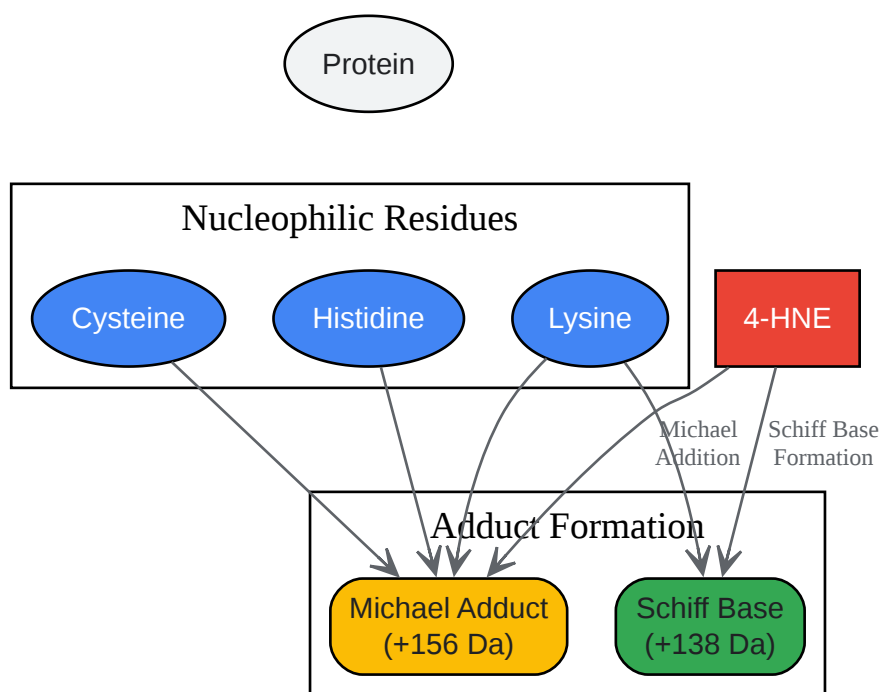 Protein
Nucleophilic Residues
Cysteine
Histidine
Lysine
4-HNE
Michael
Addition
Schiff Base
Formation
Adduct Formation
Michael Adduct
(+156 Da)
Schiff Base
(+138 Da)